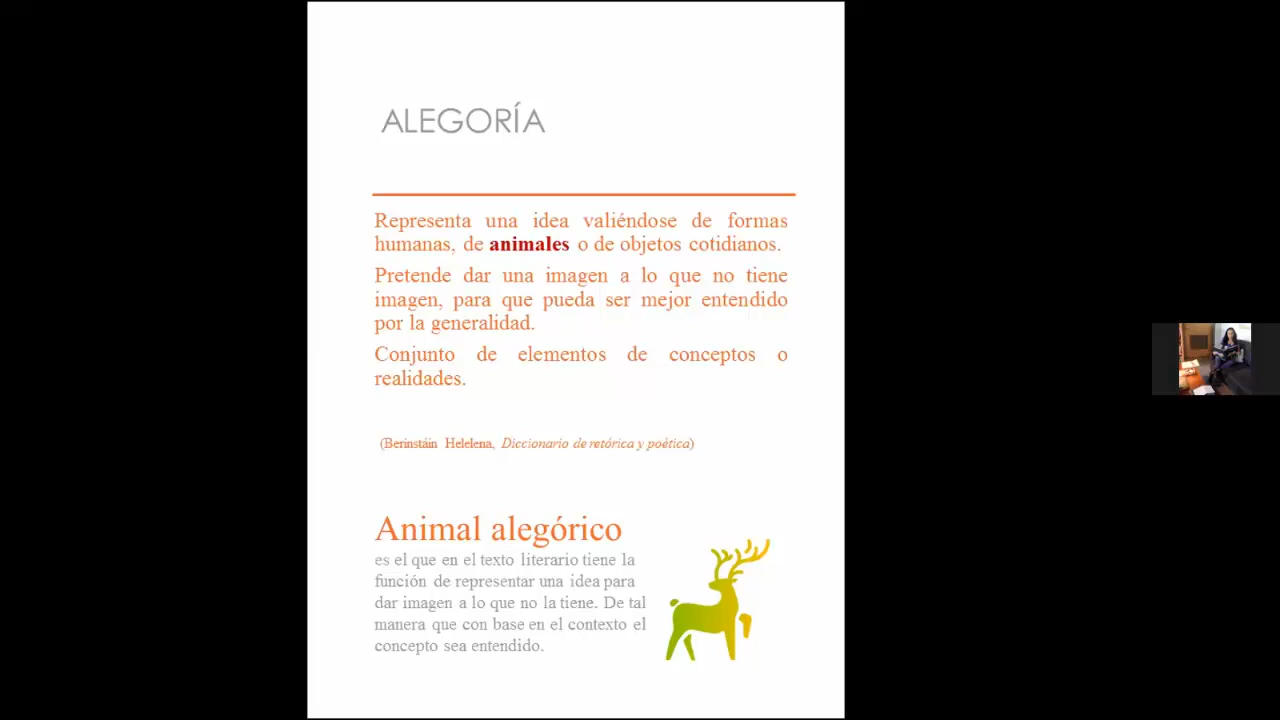 ALEGORÍA
Representa una idea valiéndose de formas
humanas, de animales o de objetos cotidianos.
Pretende dar una imagen a lo que no tiene
imagen, para que pueda ser mejor entendido
por la generalidad.
Conjunto de elementos de conceptos o
realidades.
(Berinstáin Helelena, Diccionario de retórica y poética)
Animal alegórico
es el que en el texto literario tiene la
función de representar una idea para
dar imagen a lo que no la tiene. De tal
manera que con base en el contexto el
concepto sea entendido.